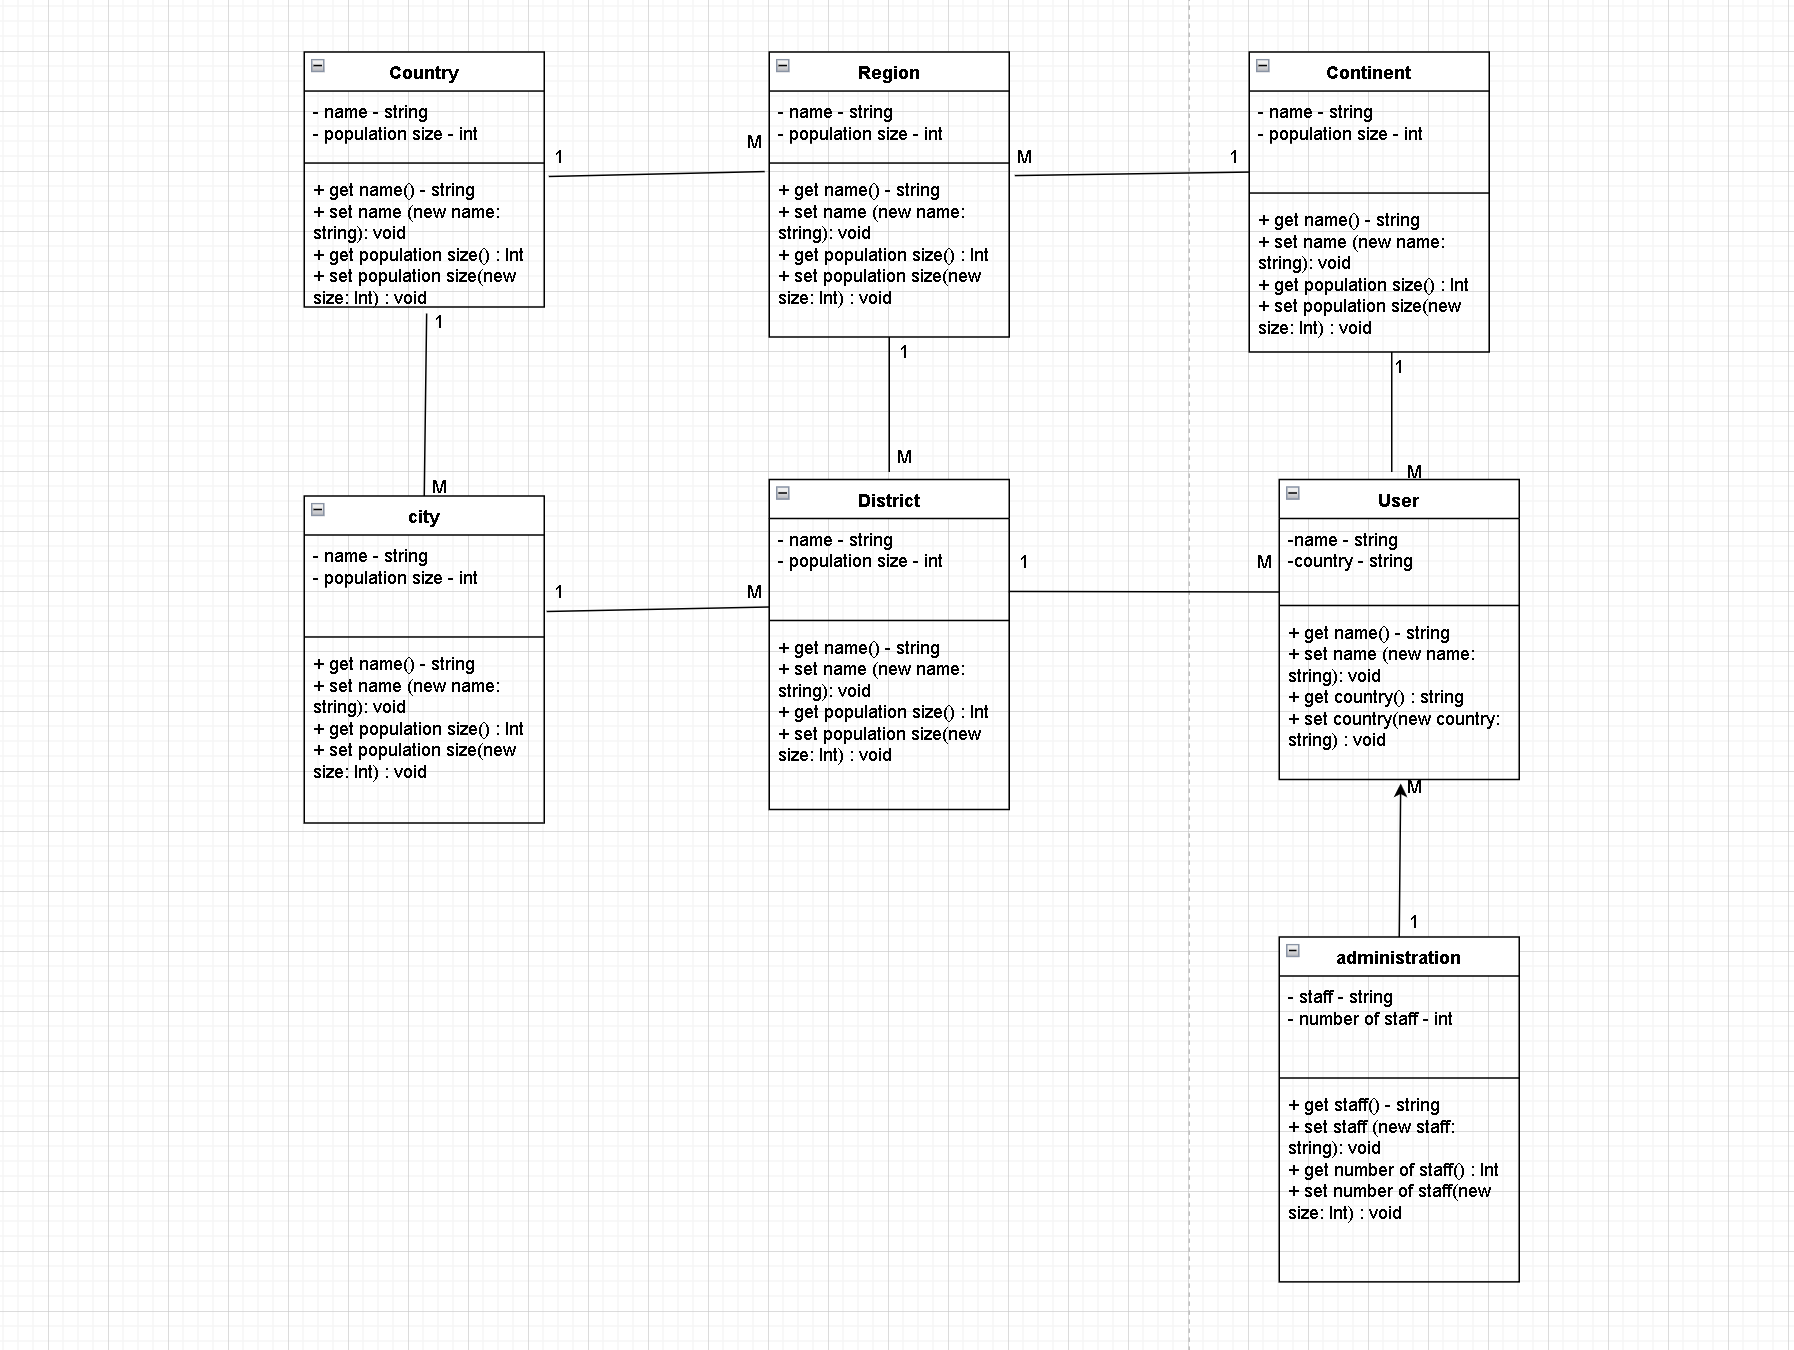 Country
- name - string
- population size - int
+ get name() - string
+ set name (new name:
string): void
+ get population size() : Int
+ set population size(new
size: Int) : void
1
M
Region
- name - string
- population size - int
+ get name() - string
+ set name (new name:
string): void
+ get population size() : Int
+ set population size(new
size: Int) : void
M
1
Continent
- name - string
- population size - int
+ get name() - string
+ set name (new name:
string): void
+ get population size() : Int
+ set population size(new
size: Int) : void
1
M
1
M
1
M
city
- name - string
- population size - int
+ get name() - string
+ set name (new name:
string): void
+ get population size() : Int
+ set population size(new
size: Int) : void
1
M
District
- name - string
- population size - int
+ get name() - string
+ set name (new name:
string): void
+ get population size() : Int
+ set population size(new
size: Int) : void
1
M
User
-name - string
-country - string
+ get name() - string
+ set name (new name:
string): void
+ get country() : string
+ set country(new country:
string) : void
M
1
administration
- staff - string
- number of staff - int
+ get staff() - string
+ set staff (new staff:
string): void
+ get number of staff() : Int
+ set number of staff(new
size: Int) : void